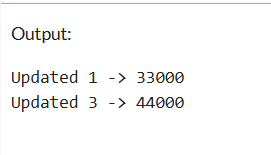 Output:
Updated 1 -> 33000
Updated 3 -> 44000